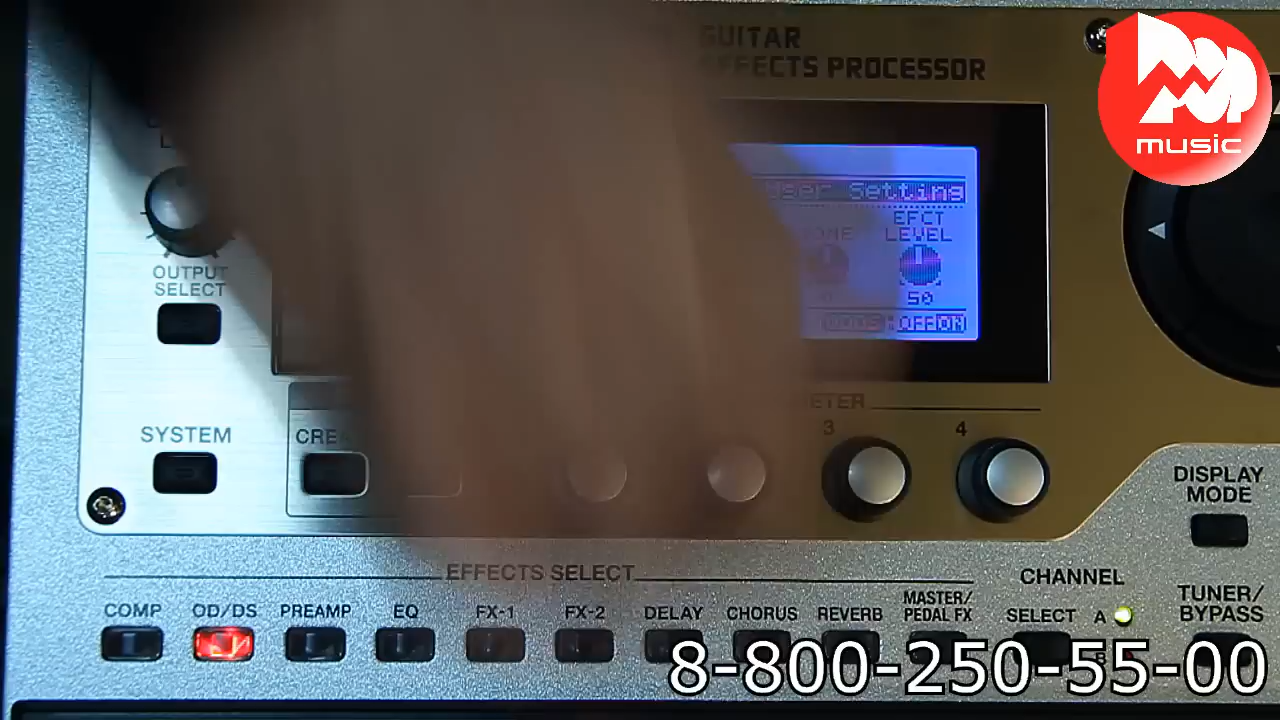 GUITAR
EFFECTS PROCESSOR
POP
music
User Setting
EFCT
LEVEL
50
:OFF ON
OUTPUT
SELECT
SYSTEM
3
4
DISPLAY
MODE
EFFECTS SELECT
COMP
OD/DS
PREAMP
EQ
FX-1
FX-2
DELAY
CHORUS
REVERB
MASTER/
PEDAL FX
CHANNEL
SELECT
A
TUNER/
BYPASS
8-800-250-55-00